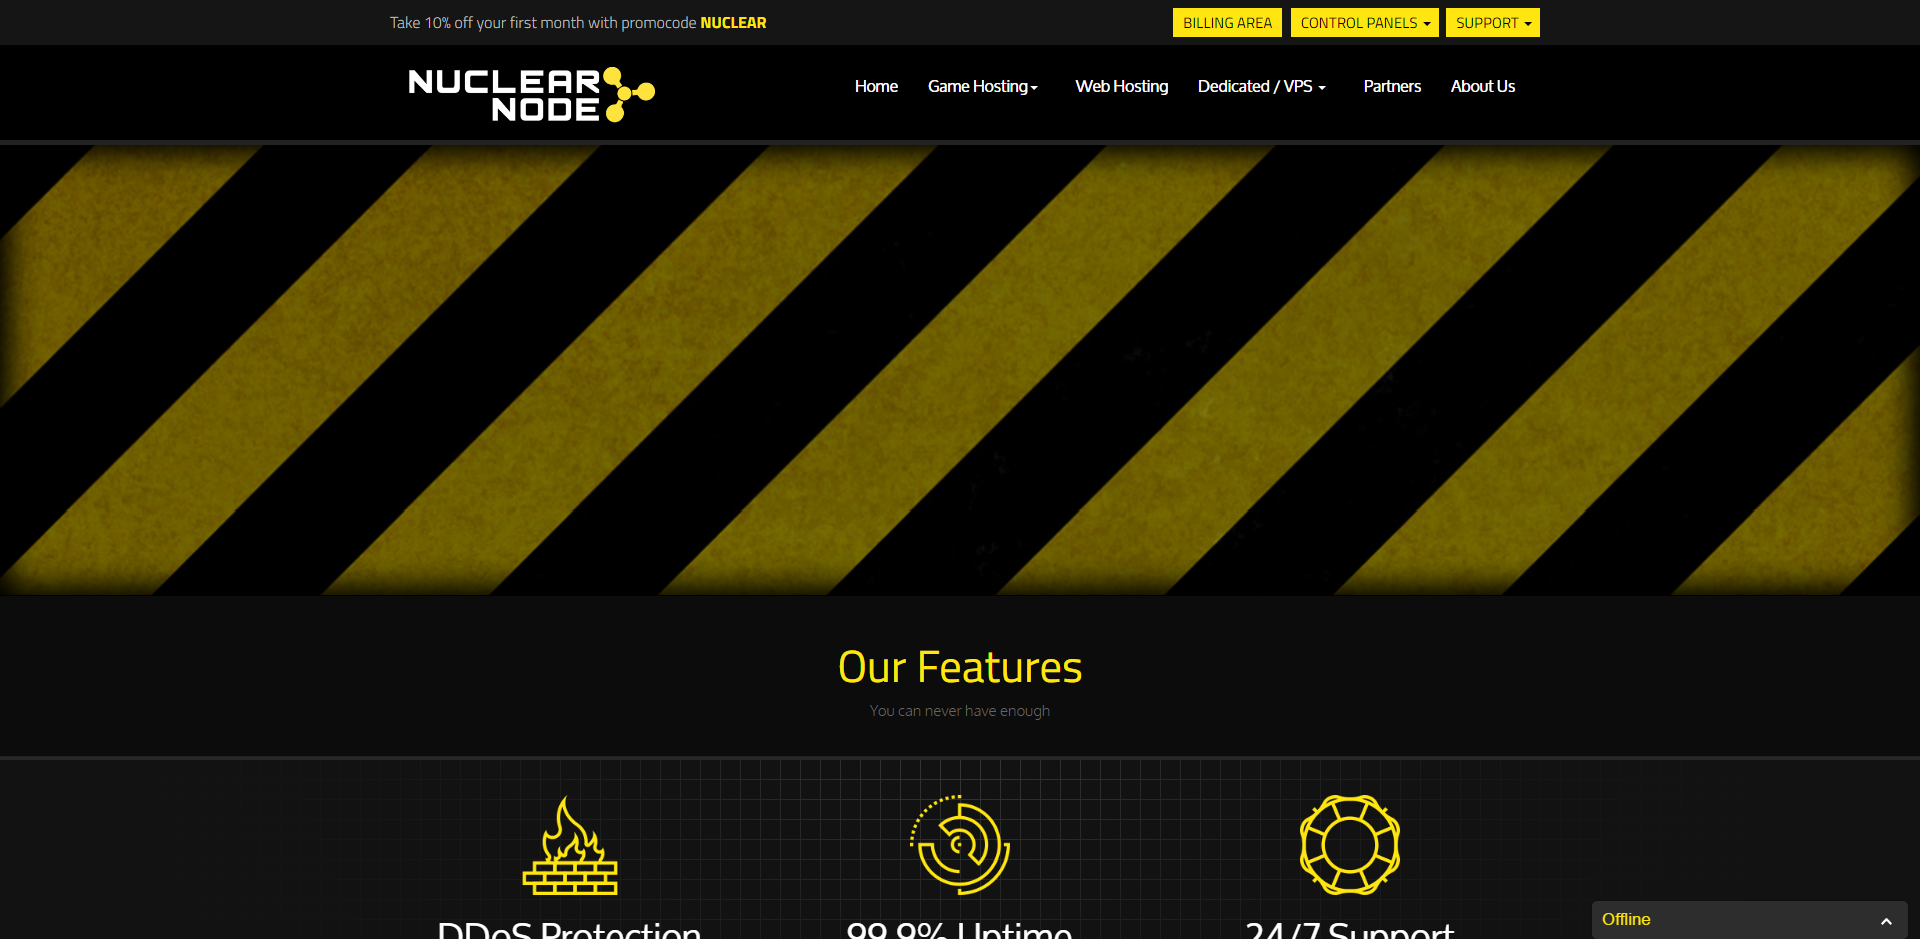 Take 10% off your first month with promocode NUCLEAR
BILLING AREA
CONTROL PANELS
SUPPORT
NUCLEAR
NODE
Home
Game Hosting
Web Hosting
Dedicated / VPS
Partners
About Us
Our Features
You can never have enough
DDoS Protection
99.9% Uptime
24/7 Support
Offline